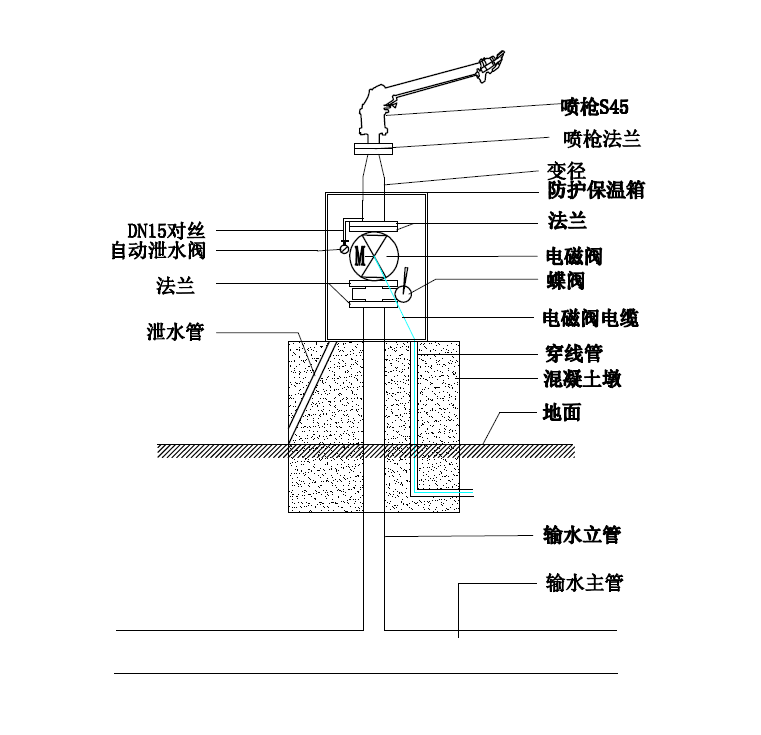 喷枪S45
喷枪法兰
变径
防护保温箱
DN15对丝
法兰
自动泄水阀
M
电磁阀
法兰
蝶阀
电磁阀电缆
泄水管
穿线管
混凝土墩
地面
输水立管
输水主管